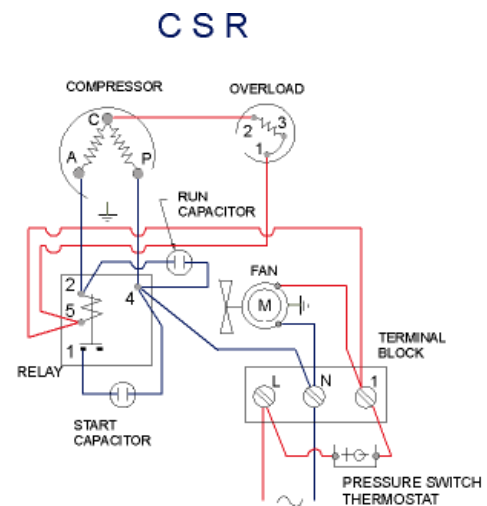 C S R
COMPRESSOR
OVERLOAD
C
2
3
1
A
P
RUN
CAPACITOR
2
5
4
1
RELAY
FAN
M
START
CAPACITOR
TERMINAL
BLOCK
L
N
1
PRESSURE SWITCH
THERMOSTAT